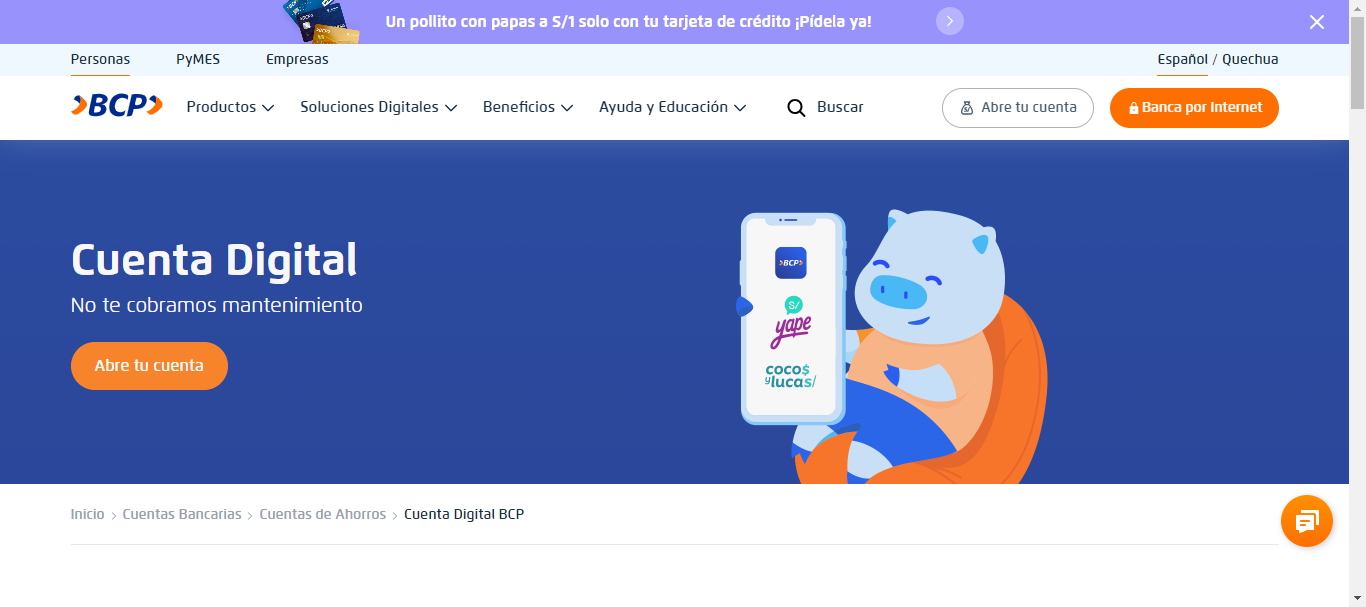 Un pollito con papas a S/1 solo con tu tarjeta de crédito ¡Pídela ya!
Personas PyMES Empresas Español / Quechua
BCP Productos Soluciones Digitales Beneficios Ayuda y Educación Buscar Abre tu cuenta Banca por Internet
Cuenta Digital
No te cobramos mantenimiento
Abre tu cuenta
BCP
S/
yape
coco$
y lucas/
Inicio > Cuentas Bancarias > Cuentas de Ahorros > Cuenta Digital BCP